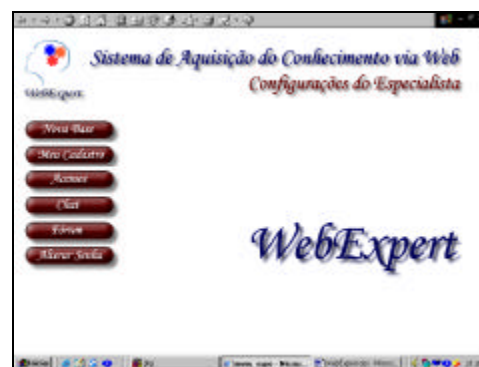 Sistema de Aquisição do Conhecimento via Web
Configurações do Especialista
WebExpert
Nova Base
Meu Cadastro
Acesso
Chat
Fórum
Alterar Senha
WebExpert